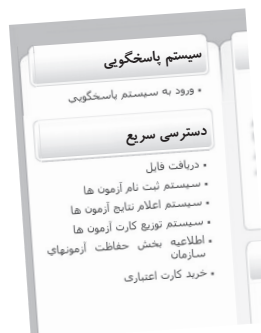 سیستم پاسخگویی
• ورود به سیستم پاسخگویی
دسترسی سریع
• دریافت فایل
• سیستم ثبت نام آزمون ها
• سیستم اعلام نتایج آزمون ها
• سیستم توزیع کارت آزمون ها
• اطلاعیه بخش حفاظت آزمونهای
سازمان
• خرید کارت اعتباری